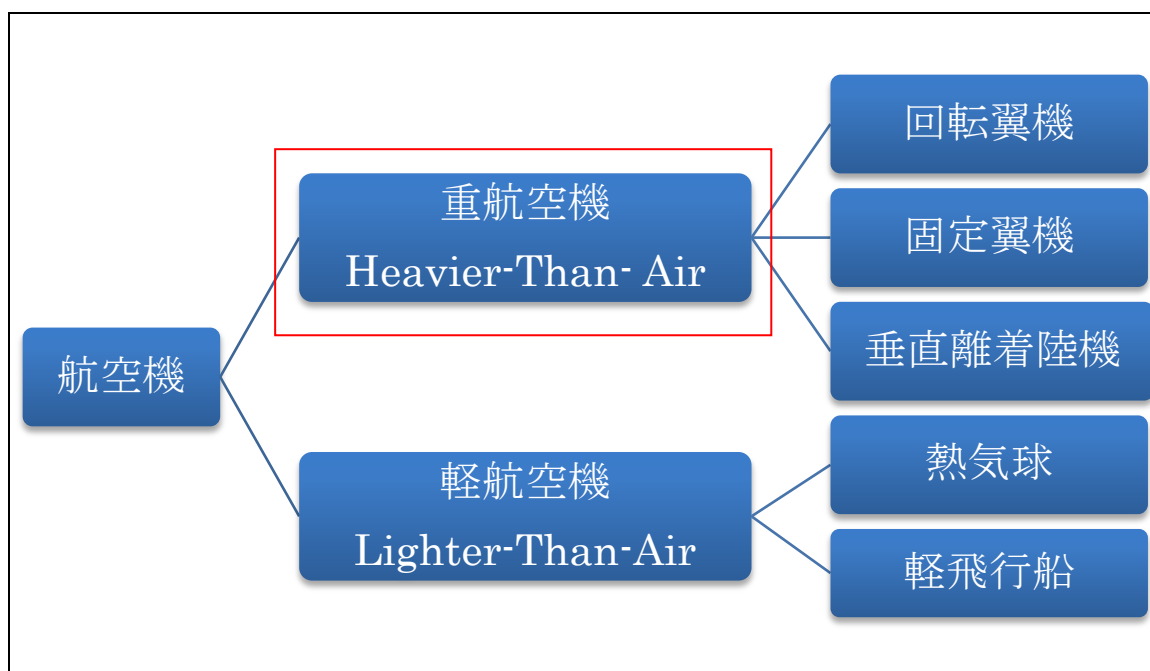 航空機
重航空機
Heavier-Than- Air
回転翼機
固定翼機
垂直離着陸機
軽航空機
Lighter-Than-Air
熱気球
軽飛行船